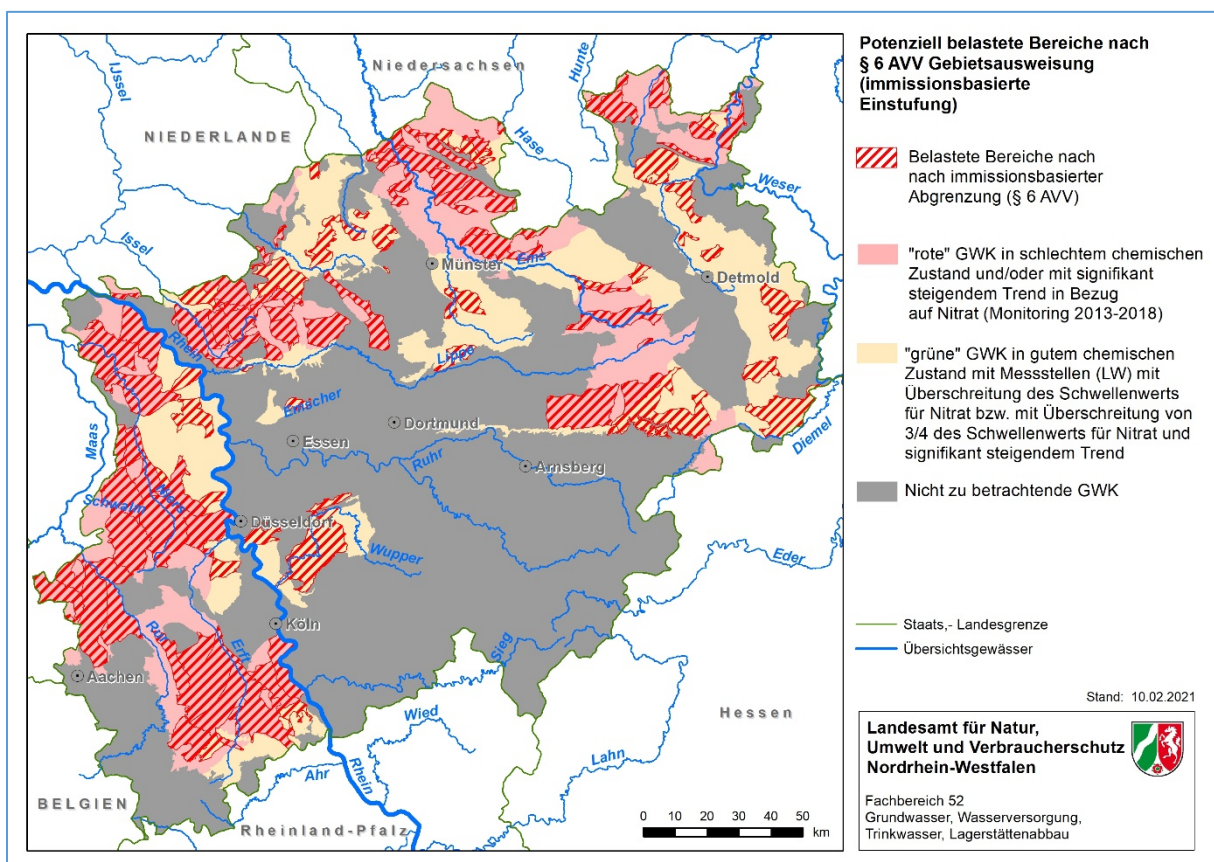 Potenziell belastete Bereiche nach
§ 6 AVV Gebietsausweisung
(immissionsbasierte
Einstufung)
Belastete Bereiche nach
nach immissionsbasierter
Abgrenzung (§ 6 AVV)
"rote" GWK in schlechtem chemischen
Zustand und/oder mit signifikant
steigendem Trend in Bezug
auf Nitrat (Monitoring 2013-2018)
"grüne" GWK in gutem chemischen
Zustand mit Messstellen (LW) mit
Überschreitung des Schwellenwerts
für Nitrat bzw. mit Überschreitung von
3/4 des Schwellenwerts für Nitrat und
signifikant steigendem Trend
Nicht zu betrachtende GWK
Staats,- Landesgrenze
Übersichtsgewässer
Stand: 10.02.2021
Landesamt für Natur,
Umwelt und Verbraucherschutz
Nordrhein-Westfalen
Fachbereich 52
Grundwasser, Wasserversorgung,
Trinkwasser, Lagerstättenabbau
Niedersachsen
IJssel
Hunte
NIEDERLANDE
Hase
Weser
Issel
Münster
Ems
Detmold
Rhein
Lippe
Emscher
Dortmund
Essen
Diemel
Maas
Ruhr
Arnsberg
Niers
Schwalm
Düsseldorf
Wupper
Eder
Köln
Rur
Erft
Sieg
Aachen
Wied
Hessen
Lahn
Ahr
Rhein
BELGIEN
Rheinland-Pfalz
0 10 20 30 40 50
km